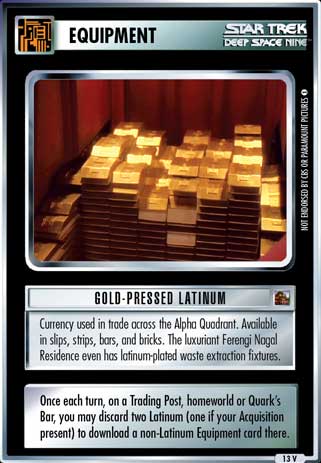 EQUIPMENT
STAR TREK
DEEP SPACE NINE
NOT ENDORSED BY CBS OR PARAMOUNT PICTURES
GOLD-PRESSED LATINUM
Currency used in trade across the Alpha Quadrant. Available
in slips, strips, bars, and bricks. The luxuriant Ferengi Nagal
Residence even has latinum-plated waste extraction fixtures.
Once each turn, on a Trading Post, homeworld or Quark's
Bar, you may discard two Latinum (one if your Acquisition
present) to download a non-Latinum Equipment card there.
13 V